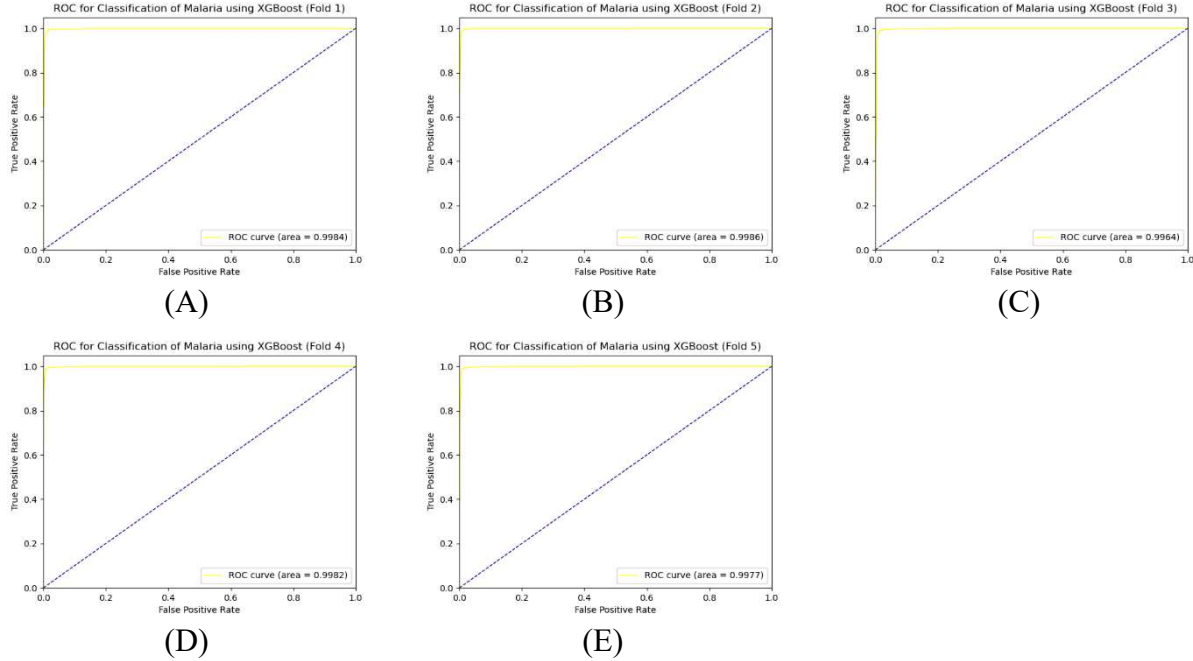 ROC for Classification of Malaria using XGBoost (Fold 1)
True Positive Rate
1.0
0.8
0.6
0.4
0.2
0.0
ROC curve (area = 0.9984)
0.0 0.2 0.4 0.6 0.8 1.0
False Positive Rate
(A)
ROC for Classification of Malaria using XGBoost (Fold 2)
True Positive Rate
1.0
0.8
0.6
0.4
0.2
0.0
ROC curve (area = 0.9986)
0.0 0.2 0.4 0.6 0.8 1.0
False Positive Rate
(B)
ROC for Classification of Malaria using XGBoost (Fold 3)
True Positive Rate
1.0
0.8
0.6
0.4
0.2
0.0
ROC curve (area = 0.9964)
0.0 0.2 0.4 0.6 0.8 1.0
False Positive Rate
(C)
ROC for Classification of Malaria using XGBoost (Fold 4)
True Positive Rate
1.0
0.8
0.6
0.4
0.2
0.0
ROC curve (area = 0.9982)
0.0 0.2 0.4 0.6 0.8 1.0
False Positive Rate
(D)
ROC for Classification of Malaria using XGBoost (Fold 5)
True Positive Rate
1.0
0.8
0.6
0.4
0.2
0.0
ROC curve (area = 0.9977)
0.0 0.2 0.4 0.6 0.8 1.0
False Positive Rate
(E)